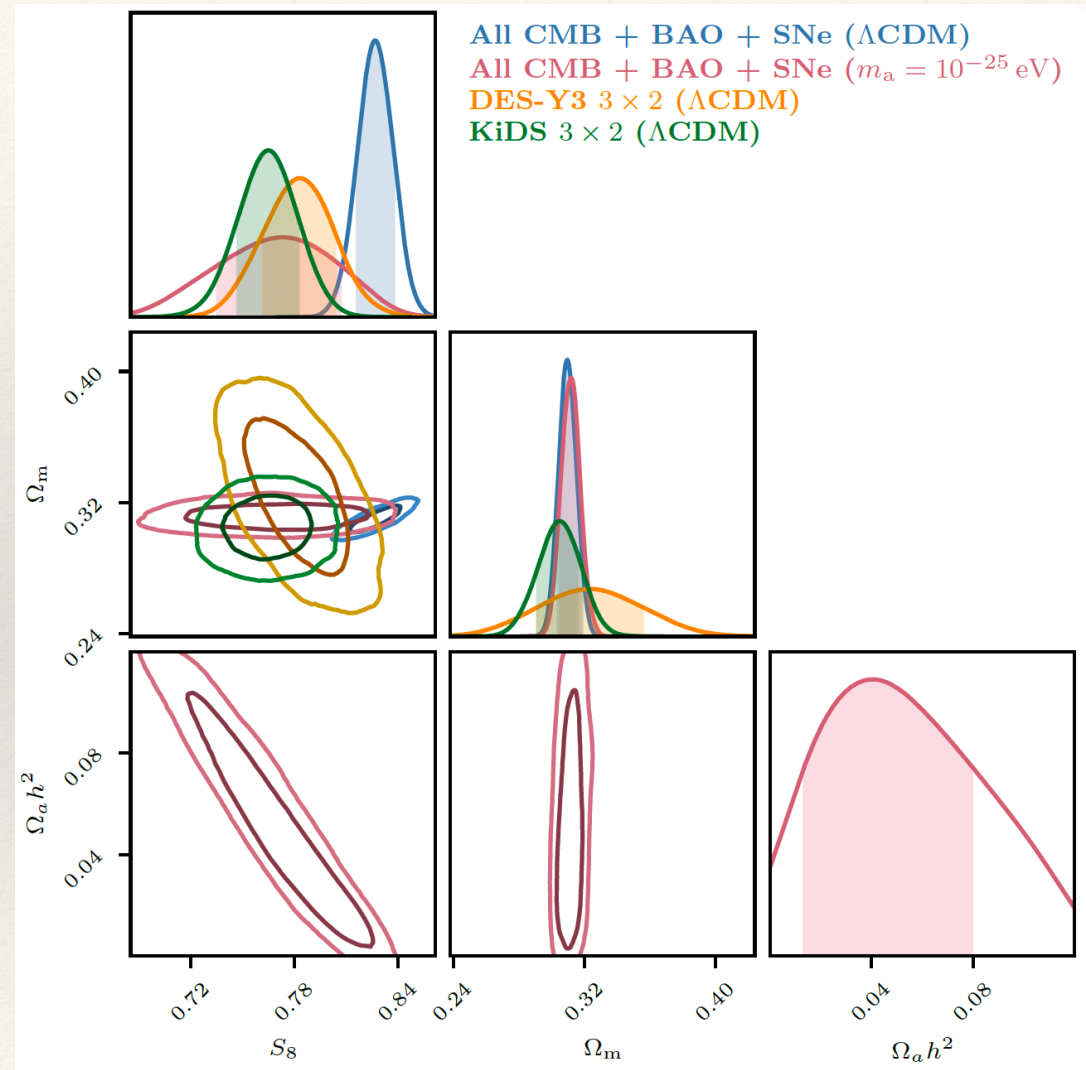 All CMB + BAO + SNe (ΛCDM)
All CMB + BAO + SNe (mₐ = 10⁻²⁵ eV)
DES-Y3 3 × 2 (ΛCDM)
KiDS 3 × 2 (ΛCDM)
0.40
0.32
0.24
Ωₘ
0.08
0.04
Ωₐh²
0.72
0.78
0.84
S₈
0.24
0.32
0.40
Ωₘ
0.04
0.08
Ωₐh²